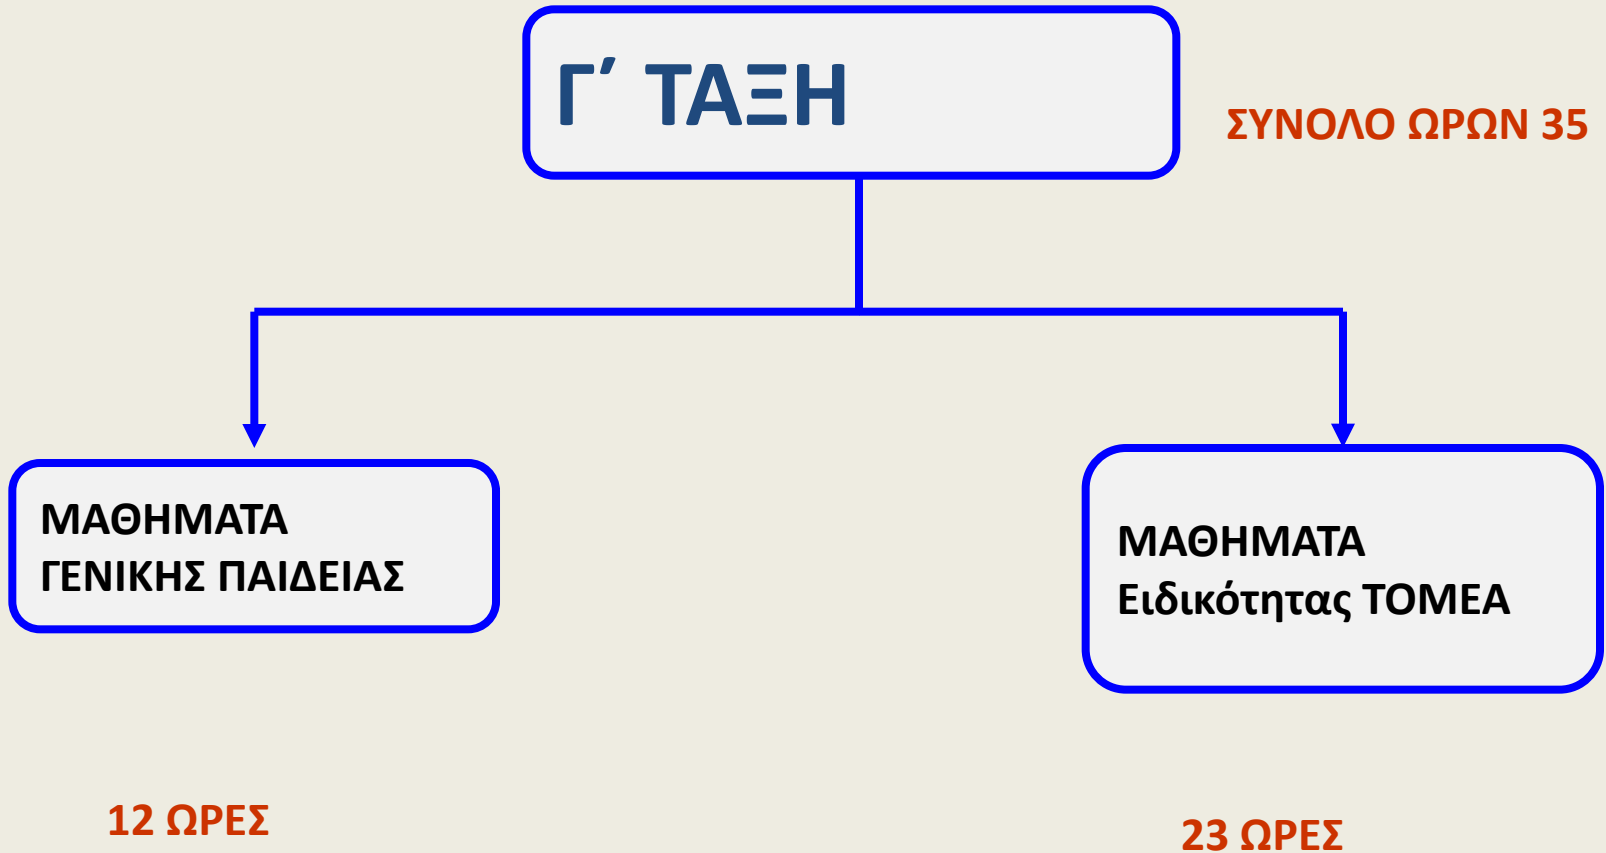 Γ΄ ΤΑΞΗ
ΣΥΝΟΛΟ ΩΡΩΝ 35
ΜΑΘΗΜΑΤΑ
ΓΕΝΙΚΗΣ ΠΑΙΔΕΙΑΣ
ΜΑΘΗΜΑΤΑ
Ειδικότητας ΤΟΜΕΑ
12 ΩΡΕΣ
23 ΩΡΕΣ